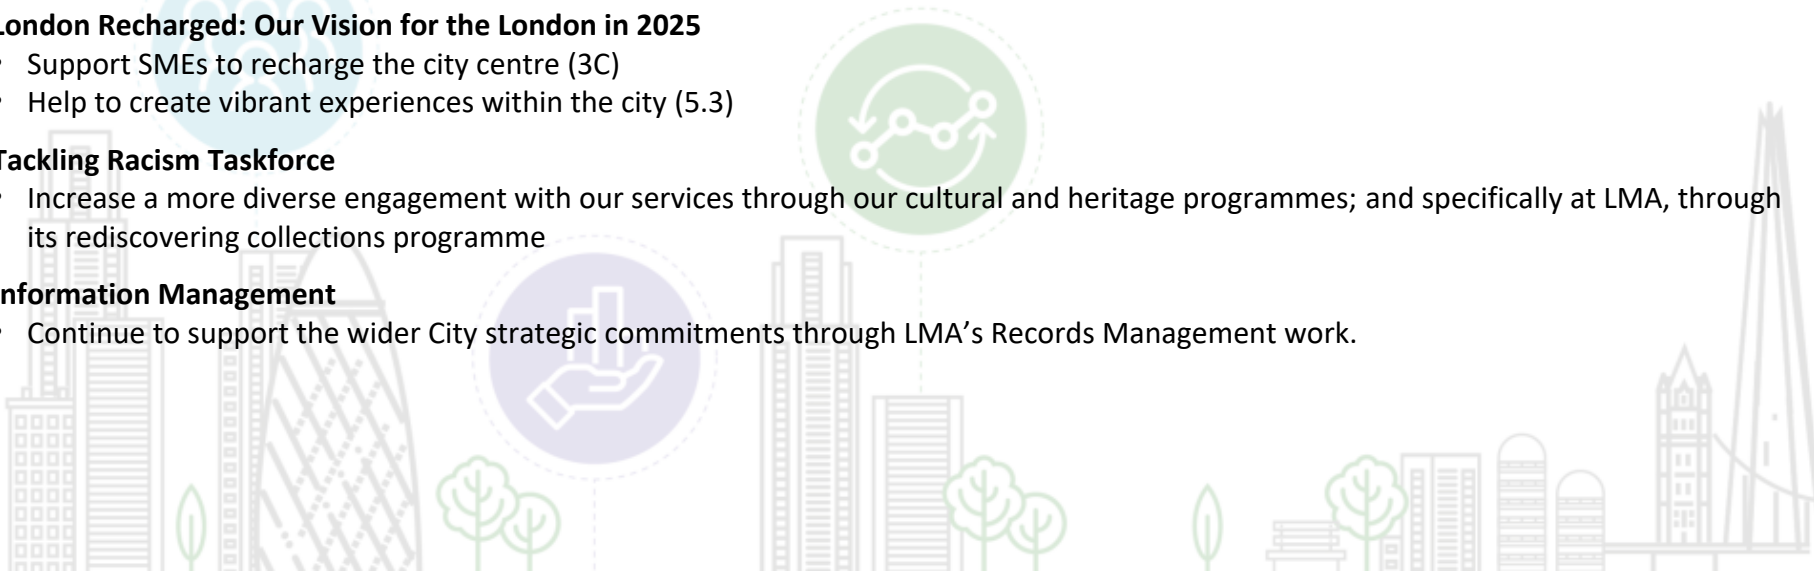 London Recharged: Our Vision for the London in 2025
• Support SMEs to recharge the city centre (3C)
• Help to create vibrant experiences within the city (5.3)
Tackling Racism Taskforce
• Increase a more diverse engagement with our services through our cultural and heritage programmes; and specifically at LMA, through
its rediscovering collections programme
Information Management
• Continue to support the wider City strategic commitments through LMA’s Records Management work.